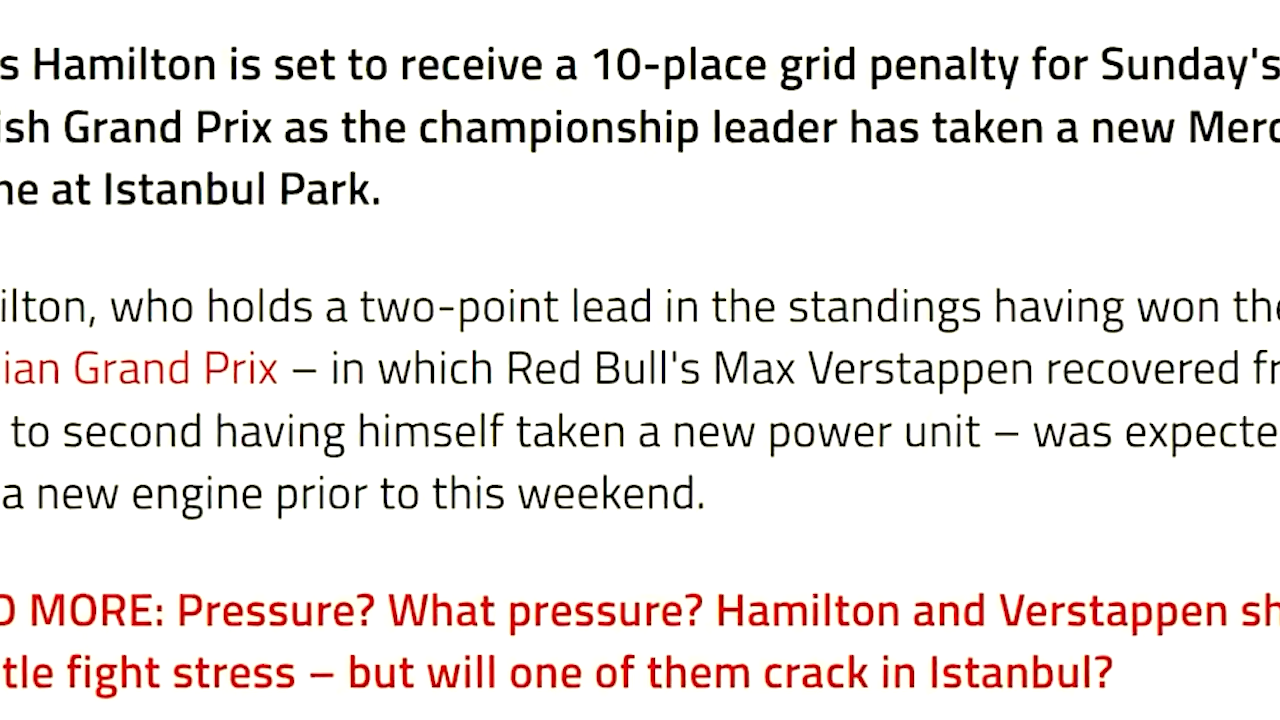 s Hamilton is set to receive a 10-place grid penalty for Sunday's
ish Grand Prix as the championship leader has taken a new Merc
ne at Istanbul Park.
ilton, who holds a two-point lead in the standings having won the
ian Grand Prix – in which Red Bull's Max Verstappen recovered fr
to second having himself taken a new power unit – was expecte
a new engine prior to this weekend.
D MORE: Pressure? What pressure? Hamilton and Verstappen sh
tle fight stress – but will one of them crack in Istanbul?